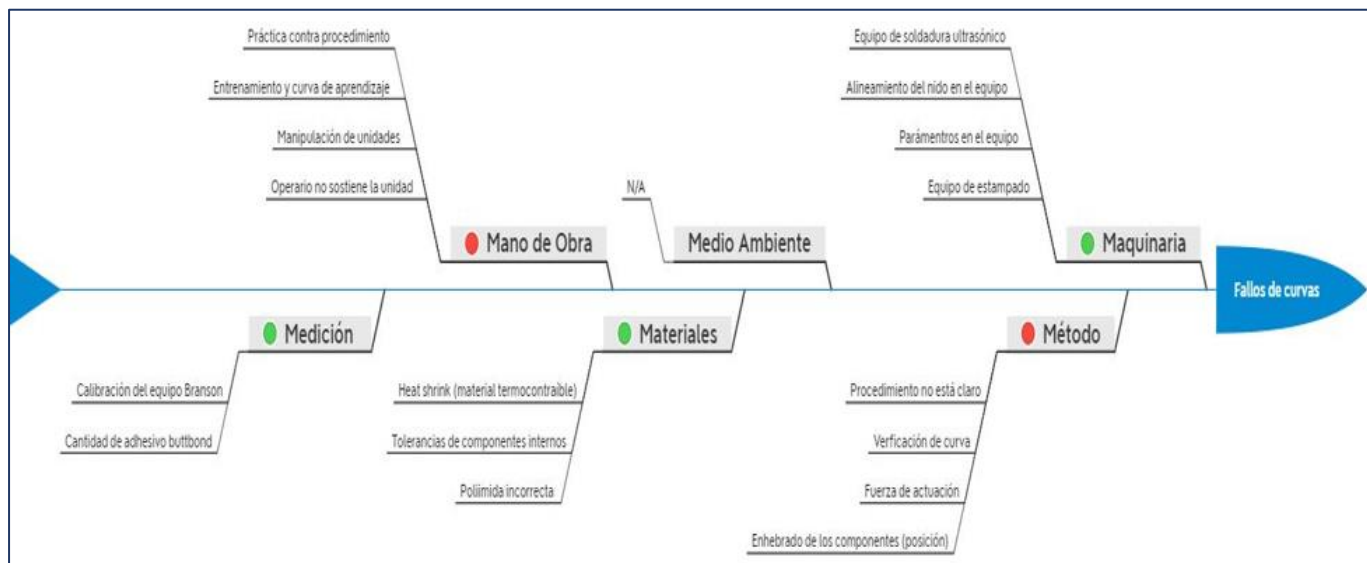 Práctica contra procedimiento
Entrenamiento y curva de aprendizaje
Manipulación de unidades
Operario no sostiene la unidad
Mano de Obra
N/A
Medio Ambiente
Equipo de soldadura ultrasónico
Alineamiento del nido en el equipo
Parámentros en el equipo
Equipo de estampado
Maquinaria
Fallos de curvas
Medición
Calibración del equipo Branson
Cantidad de adhesivo buttbond
Materiales
Heat shrink (material termocontraíble)
Tolerancias de componentes internos
Poliimida incorrecta
Método
Procedimiento no está claro
Verficación de curva
Fuerza de actuación
Enhebrado de los componentes (posición)